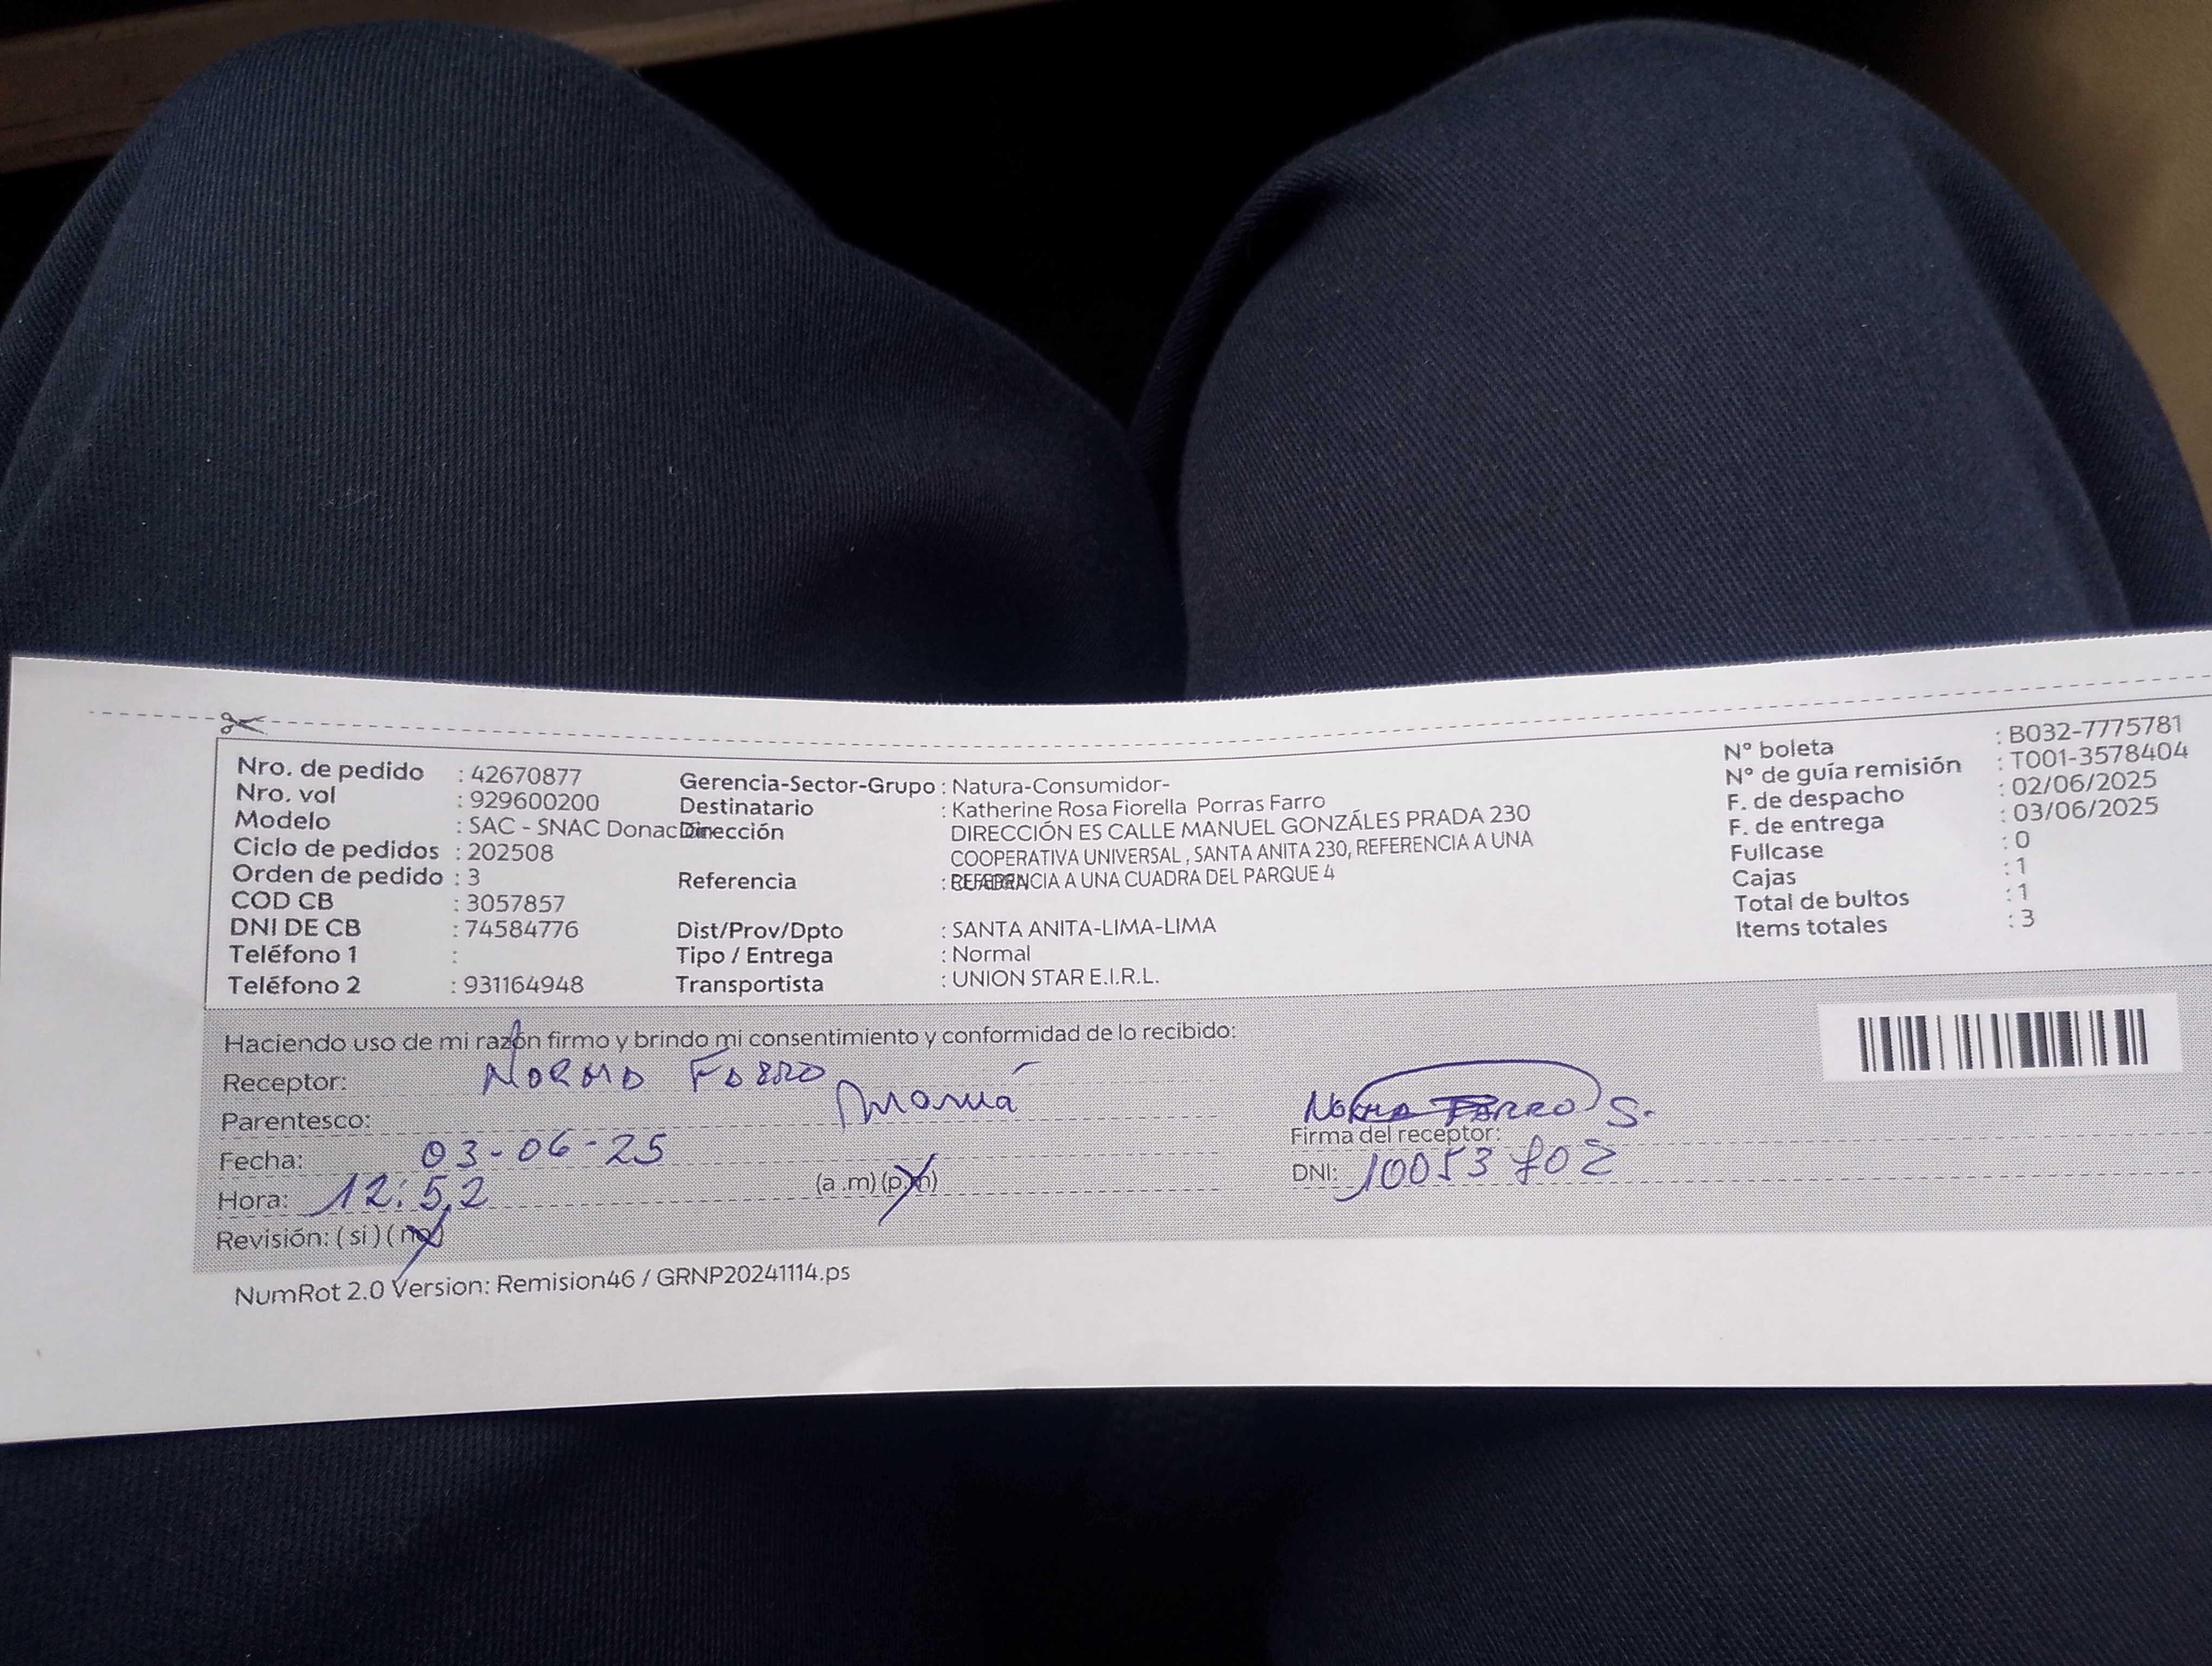 Nro. de pedido : 42670877
Nro. vol : 929600200
Modelo : SAC - SNAC Donac
Ciclo de pedidos : 202508
Orden de pedido : 3
COD CB : 3057857
DNI DE CB : 74584776
Teléfono 1 :
Teléfono 2 : 931164948
Gerencia-Sector-Grupo : Natura-Consumidor-
Destinatario : Katherine Rosa Fiorella Porras Farro
Dirección DIRECCIÓN ES CALLE MANUEL GONZÁLES PRADA 230
COOPERATIVA UNIVERSAL , SANTA ANITA 230, REFERENCIA A UNA
Referencia : REFERENCIA A UNA CUADRA DEL PARQUE 4
Dist/Prov/Dpto : SANTA ANITA-LIMA-LIMA
Tipo / Entrega : Normal
Transportista : UNION STAR E.I.R.L.
N° boleta : B032-7775781
N° de guía remisión : T001-3578404
F. de despacho : 02/06/2025
F. de entrega : 03/06/2025
Fullcase : 0
Cajas : 1
Total de bultos : 1
Items totales : 3
Haciendo uso de mi razón firmo y brindo mi consentimiento y conformidad de lo recibido:
Receptor: Norma Farro
Parentesco: Mamá
Fecha: 03-06-25
Hora: 12:52 (a .m) (p.m)
Revisión: ( si ) ( no )
NORMA FARRO S.
Firma del receptor:
DNI: 10053702
NumRot 2.0 Version: Remision46 / GRNP20241114.ps